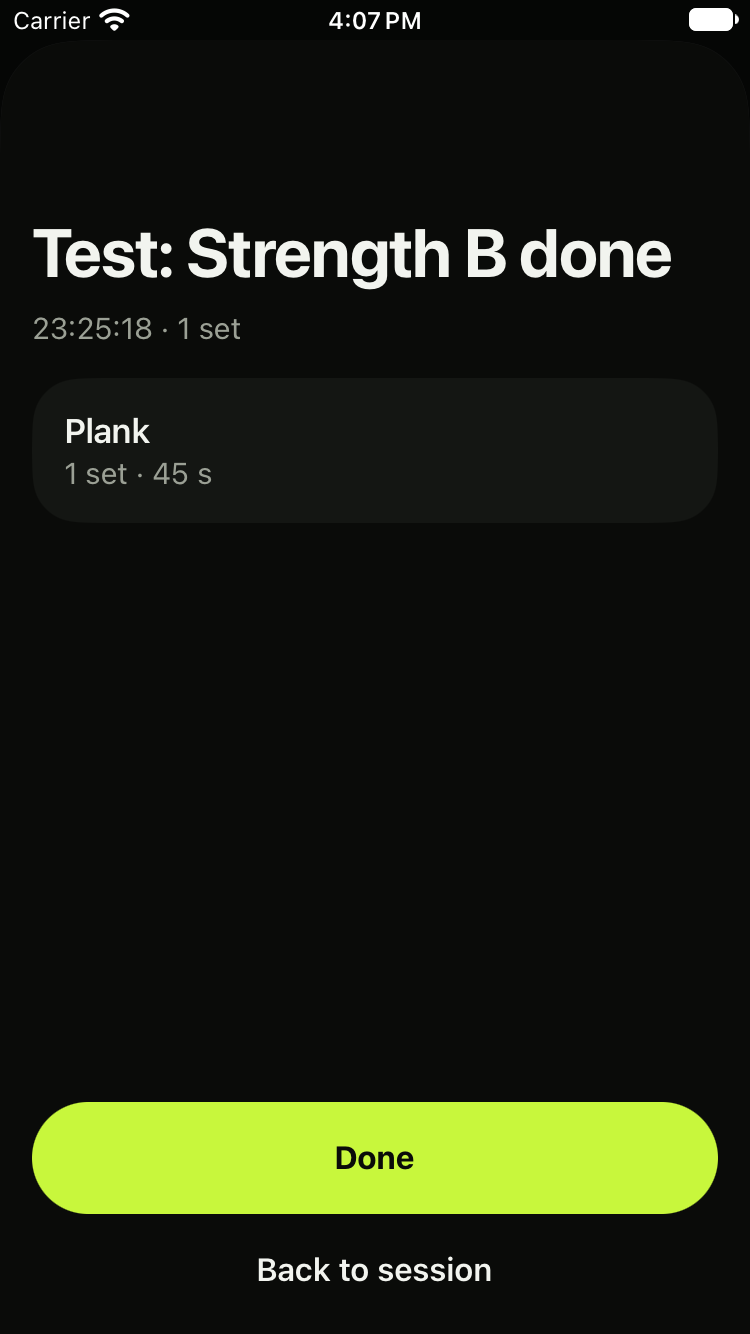 Carrier 4:07 PM
Test: Strength B done
23:25:18 · 1 set
Plank
1 set · 45 s
Done
Back to session